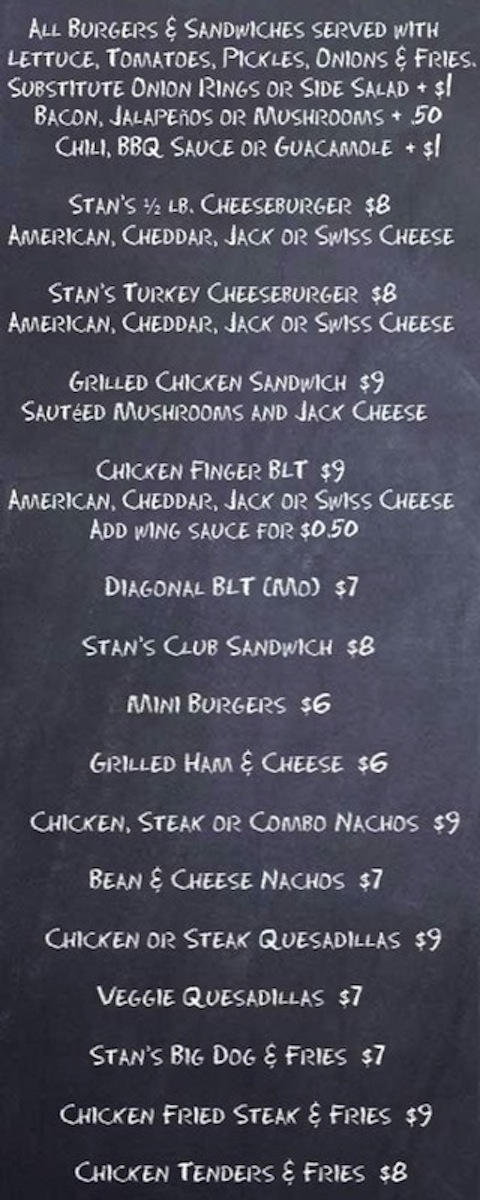 All Burgers & Sandwiches served with
lettuce, Tomatoes, Pickles, Onions & Fries.
Substitute Onion Rings or Side Salad + $1
Bacon, Jalapeños or Mushrooms + .50
Chili, BBQ Sauce or Guacamole + $1
Stan's ½ lb. Cheeseburger $8
American, Cheddar, Jack or Swiss Cheese
Stan's Turkey Cheeseburger $8
American, Cheddar, Jack or Swiss Cheese
Grilled Chicken Sandwich $9
Sautéed Mushrooms and Jack Cheese
Chicken Finger BLT $9
American, Cheddar, Jack or Swiss Cheese
Add wing sauce for $0.50
Diagonal BLT (Mo) $7
Stan's Club Sandwich $8
Mini Burgers $6
Grilled Ham & Cheese $6
Chicken, Steak or Combo Nachos $9
Bean & Cheese Nachos $7
Chicken or Steak Quesadillas $9
Veggie Quesadillas $7
Stan's Big Dog & Fries $7
Chicken Fried Steak & Fries $9
Chicken Tenders & Fries $8